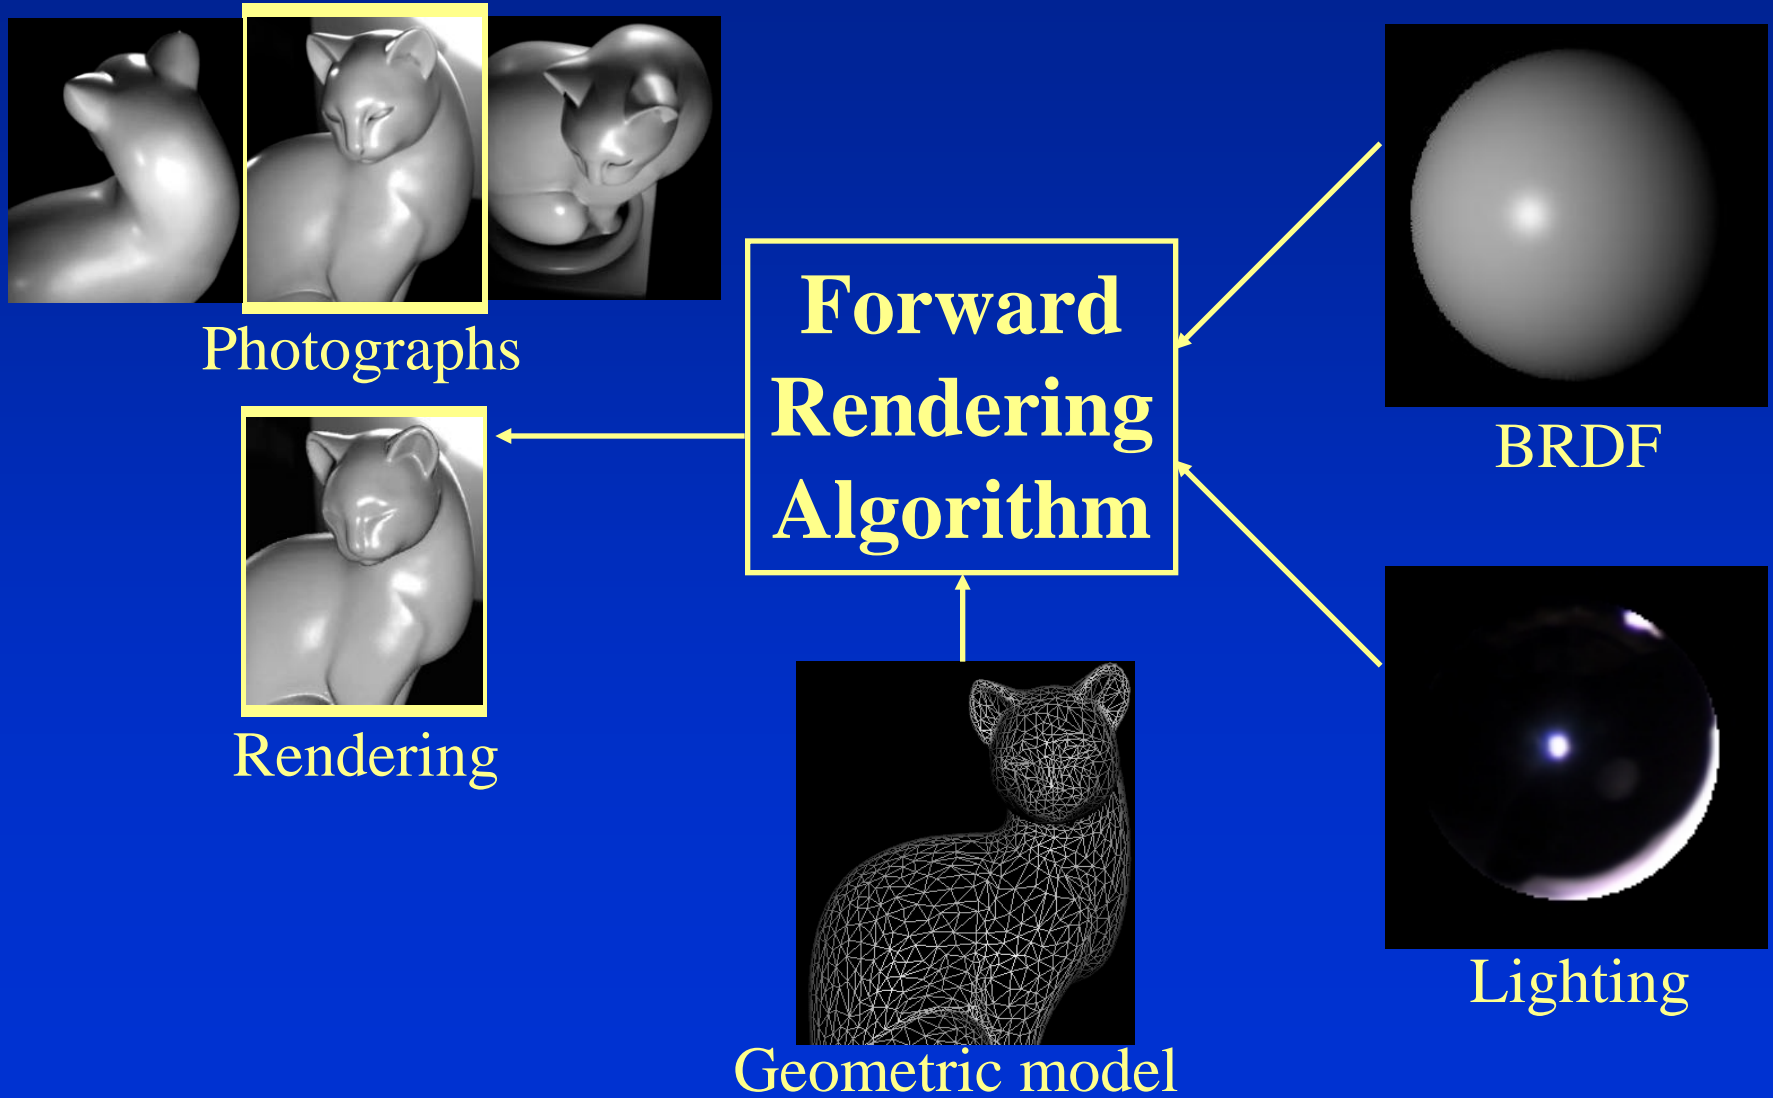 Photographs
Forward
Rendering
Algorithm
BRDF
Rendering
Lighting
Geometric model